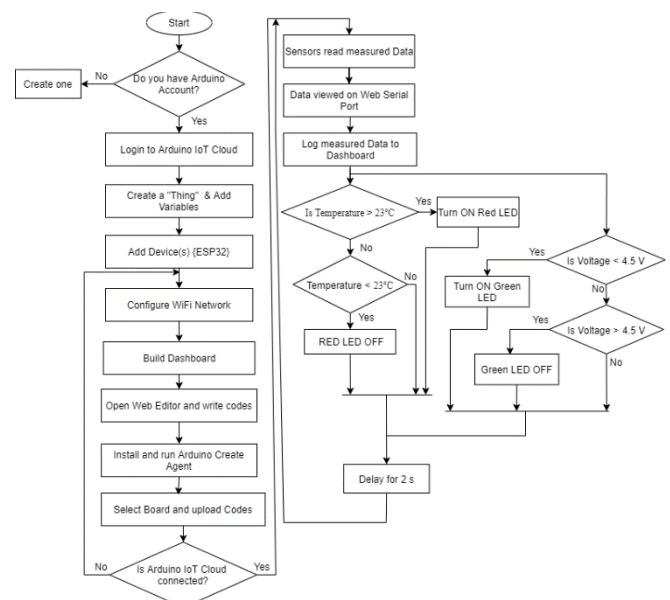 Start
Do you have Arduino
Account?
No
Create one
Yes
Login to Arduino IoT Cloud
Create a "Thing" & Add
Variables
Add Device(s) {ESP32}
Configure WiFi Network
Build Dashboard
Open Web Editor and write codes
Install and run Arduino Create
Agent
Select Board and upload Codes
Is Arduino IoT Cloud
connected?
No
Yes
Sensors read measured Data
Data viewed on Web Serial
Port
Log measured Data to
Dashboard
Is Temperature > 23°C
Yes
Turn ON Red LED
No
Temperature < 23°C
No
Yes
RED LED OFF
Is Voltage < 4.5 V
Yes
Turn ON Green
LED
No
Is Voltage > 4.5 V
Yes
Green LED OFF
No
Delay for 2 s